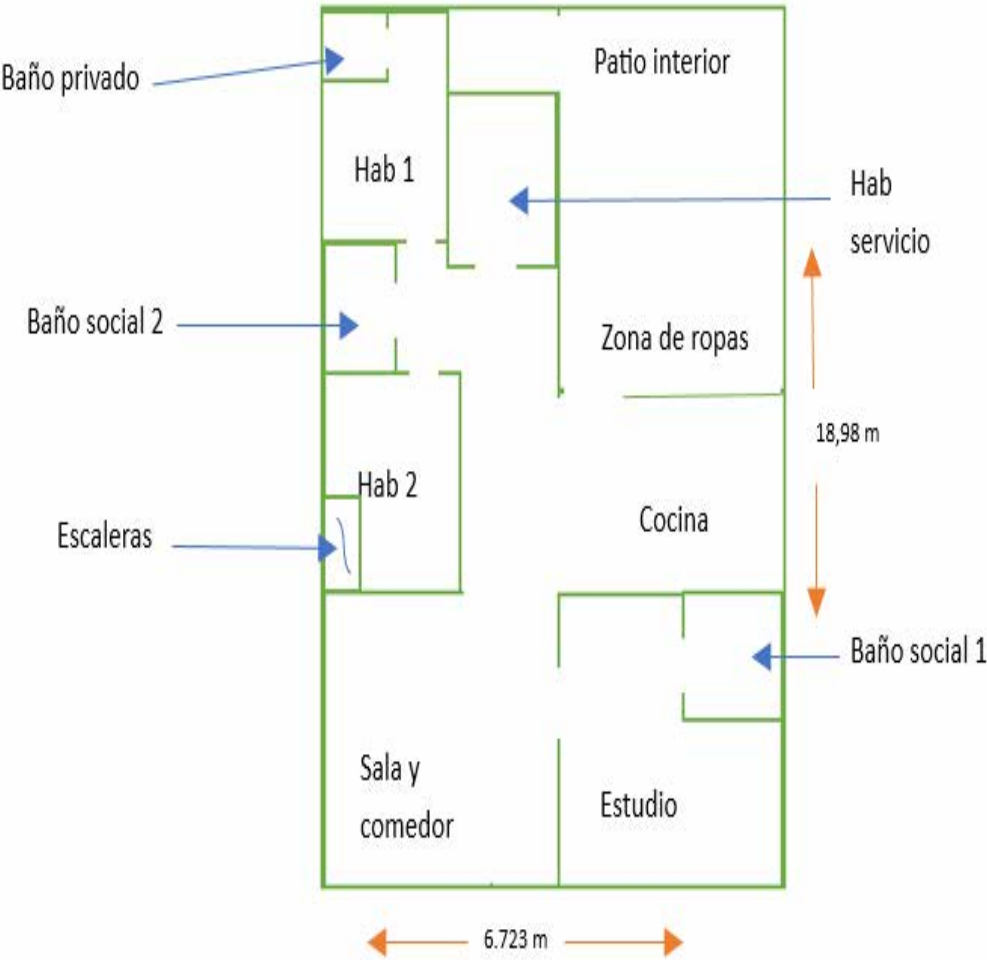 Patio interior
Baño privado
Hab 1
Hab
servicio
Baño social 2
Zona de ropas
18,98 m
Hab 2
Cocina
Escaleras
Baño social 1
Sala y
comedor
Estudio
6.723 m